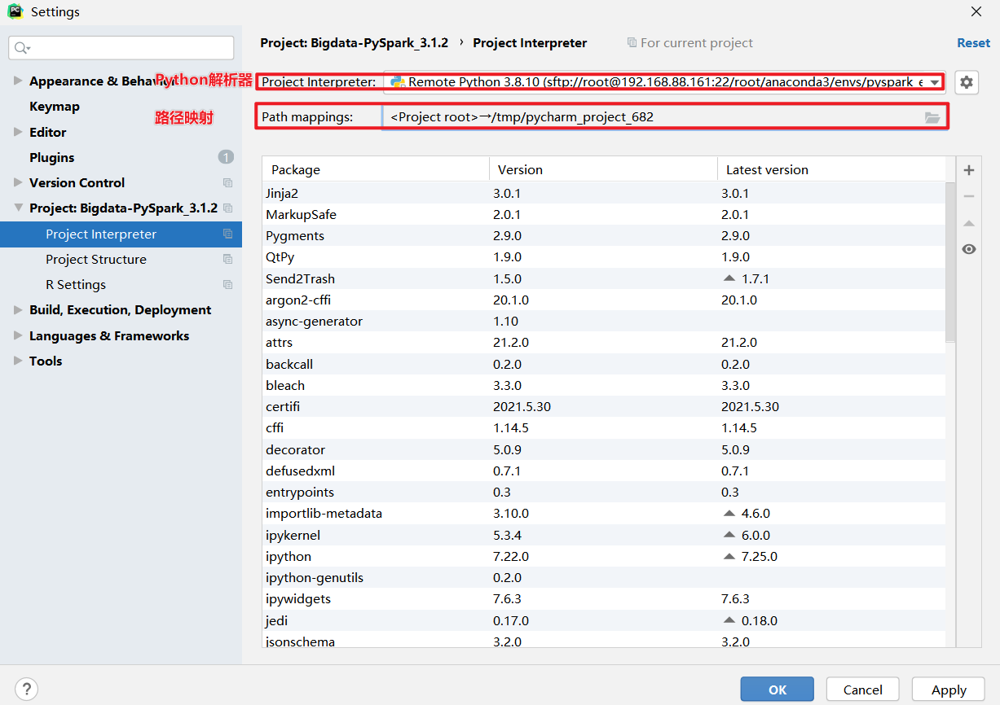 Settings
Project: Bigdata-PySpark_3.1.2 › Project Interpreter For current project Reset
Appearance & Behavior
Python解析器
Project Interpreter: Remote Python 3.8.10 (sftp://root@192.168.88.161:22/root/anaconda3/envs/pyspark_e
Keymap
路径映射
Path mappings: <Project root>→/tmp/pycharm_project_682
Editor
Plugins 1
Version Control
Project: Bigdata-PySpark_3.1.2
Project Interpreter
Project Structure
R Settings
Build, Execution, Deployment
Languages & Frameworks
Tools
Package Version Latest version
Jinja2 3.0.1 3.0.1
MarkupSafe 2.0.1 2.0.1
Pygments 2.9.0 2.9.0
QtPy 1.9.0 1.9.0
Send2Trash 1.5.0 1.7.1
argon2-cffi 20.1.0 20.1.0
async-generator 1.10
attrs 21.2.0 21.2.0
backcall 0.2.0 0.2.0
bleach 3.3.0 3.3.0
certifi 2021.5.30 2021.5.30
cffi 1.14.5 1.14.5
decorator 5.0.9 5.0.9
defusedxml 0.7.1 0.7.1
entrypoints 0.3 0.3
importlib-metadata 3.10.0 4.6.0
ipykernel 5.3.4 6.0.0
ipython 7.22.0 7.25.0
ipython-genutils 0.2.0
ipywidgets 7.6.3 7.6.3
jedi 0.17.0 0.18.0
jsonschema 3.2.0 3.2.0
? OK Cancel Apply